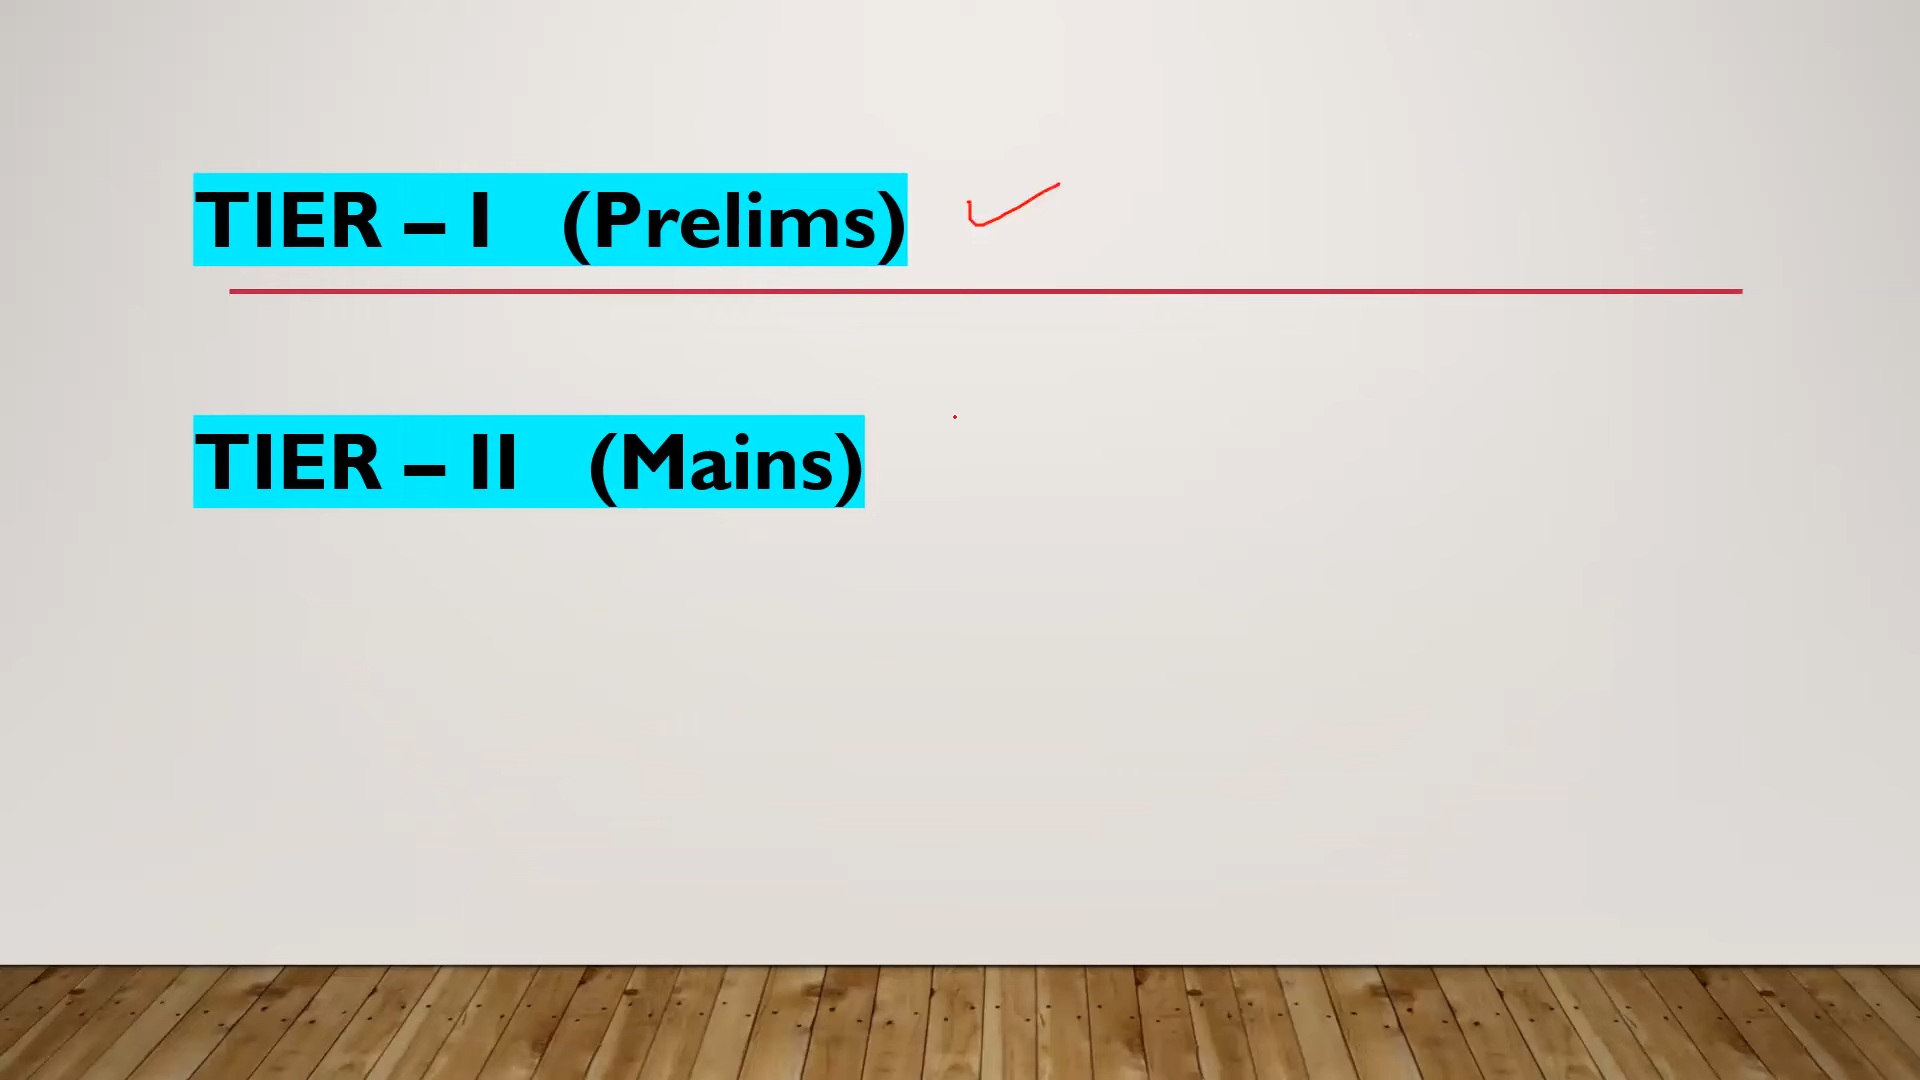 TIER – I (Prelims)
TIER – II (Mains)